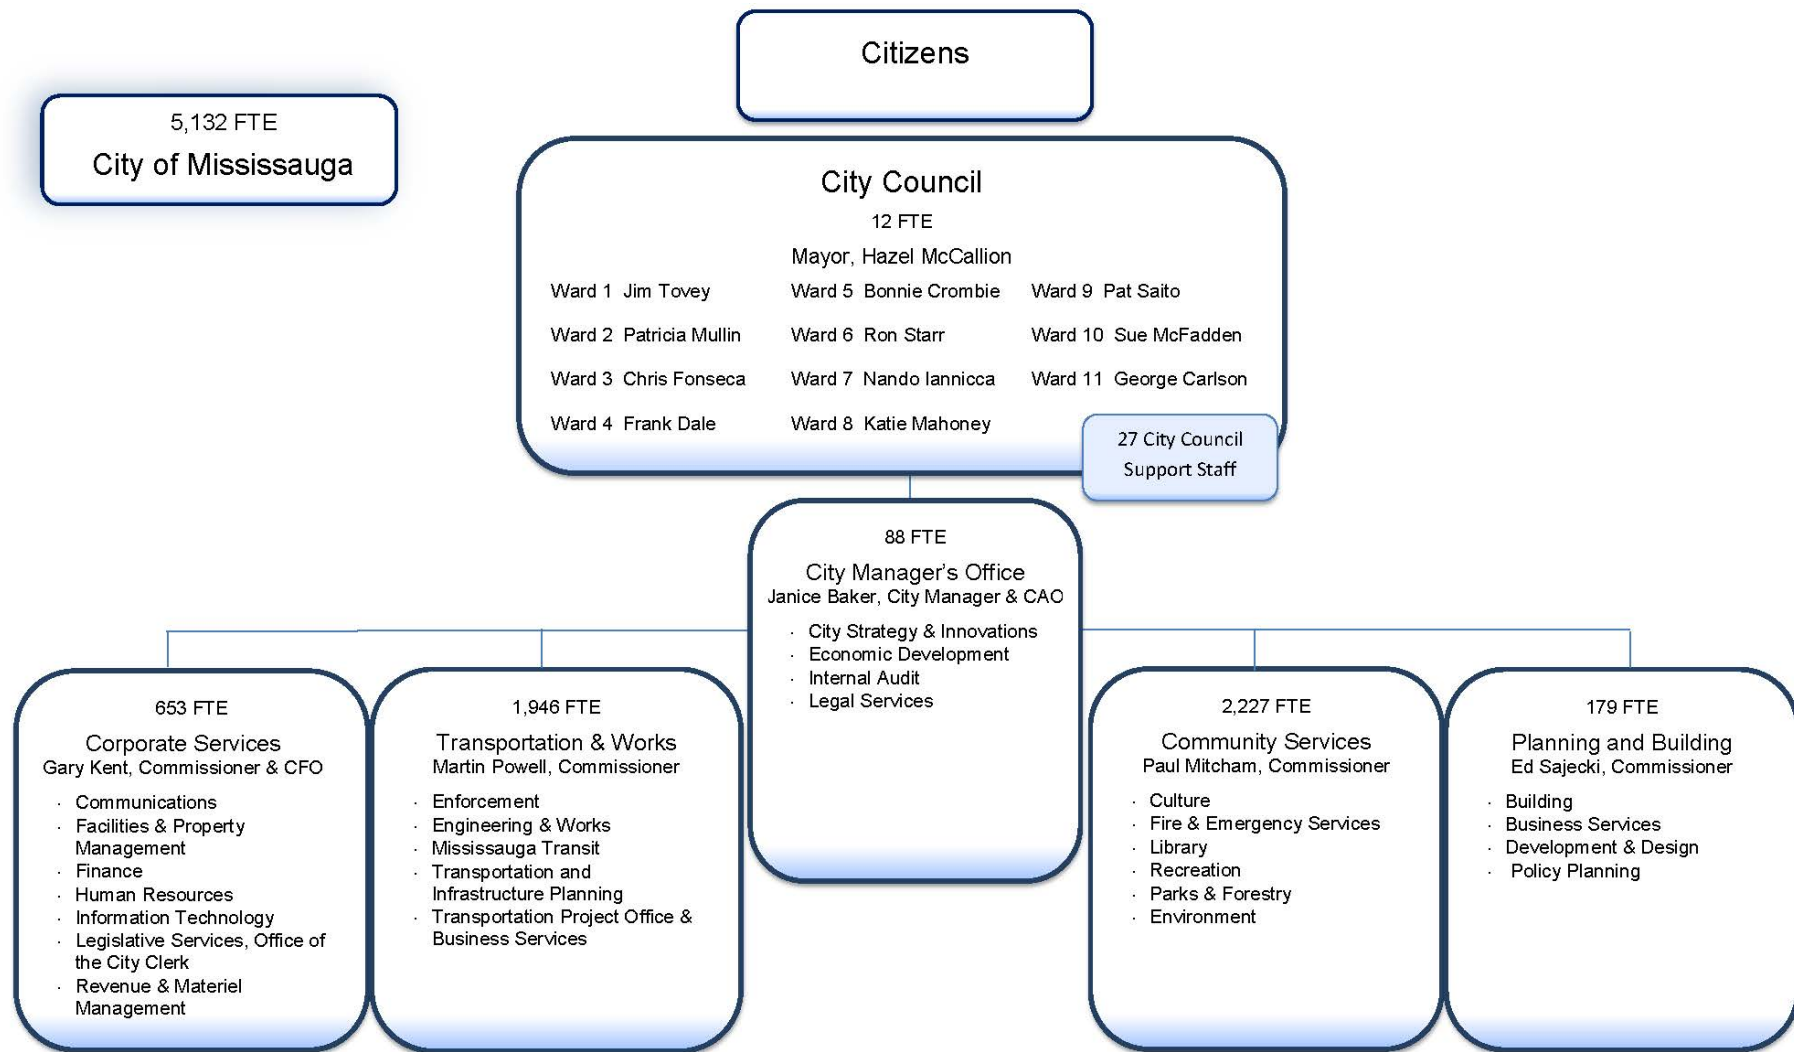 Citizens
5,132 FTE
City of Mississauga
City Council
12 FTE
Mayor, Hazel McCallion
Ward 1 Jim Tovey
Ward 2 Patricia Mullin
Ward 3 Chris Fonseca
Ward 4 Frank Dale
Ward 5 Bonnie Crombie
Ward 6 Ron Starr
Ward 7 Nando Iannicca
Ward 8 Katie Mahoney
Ward 9 Pat Saito
Ward 10 Sue McFadden
Ward 11 George Carlson
27 City Council
Support Staff
88 FTE
City Manager's Office
Janice Baker, City Manager & CAO
· City Strategy & Innovations
· Economic Development
· Internal Audit
· Legal Services
653 FTE
Corporate Services
Gary Kent, Commissioner & CFO
· Communications
· Facilities & Property
Management
· Finance
· Human Resources
· Information Technology
· Legislative Services, Office of
the City Clerk
· Revenue & Materiel
Management
1,946 FTE
Transportation & Works
Martin Powell, Commissioner
· Enforcement
· Engineering & Works
· Mississauga Transit
· Transportation and
Infrastructure Planning
· Transportation Project Office &
Business Services
2,227 FTE
Community Services
Paul Mitcham, Commissioner
· Culture
· Fire & Emergency Services
· Library
· Recreation
· Parks & Forestry
· Environment
179 FTE
Planning and Building
Ed Sajecki, Commissioner
· Building
· Business Services
· Development & Design
· Policy Planning